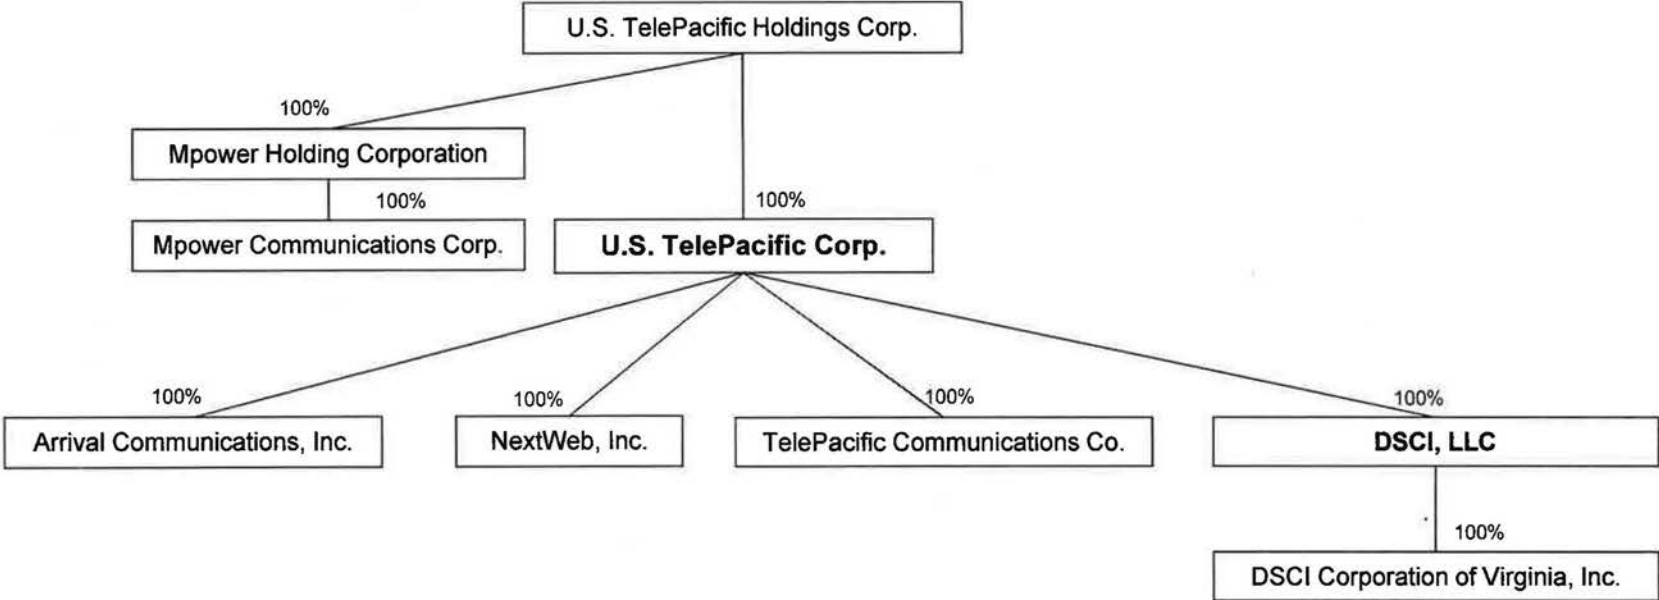 U.S. TelePacific Holdings Corp.
100%
Mpower Holding Corporation
100%
100%
Mpower Communications Corp.
U.S. TelePacific Corp.
100%
100%
100%
100%
Arrival Communications, Inc.
NextWeb, Inc.
TelePacific Communications Co.
DSCI, LLC
100%
DSCI Corporation of Virginia, Inc.